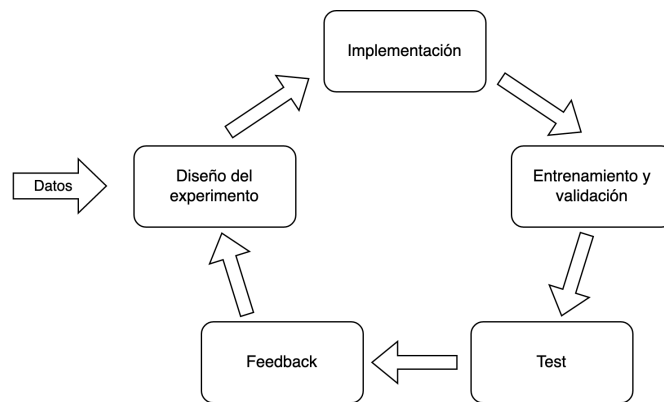 Implementación
Datos
Diseño del
experimento
Entrenamiento y
validación
Feedback
Test